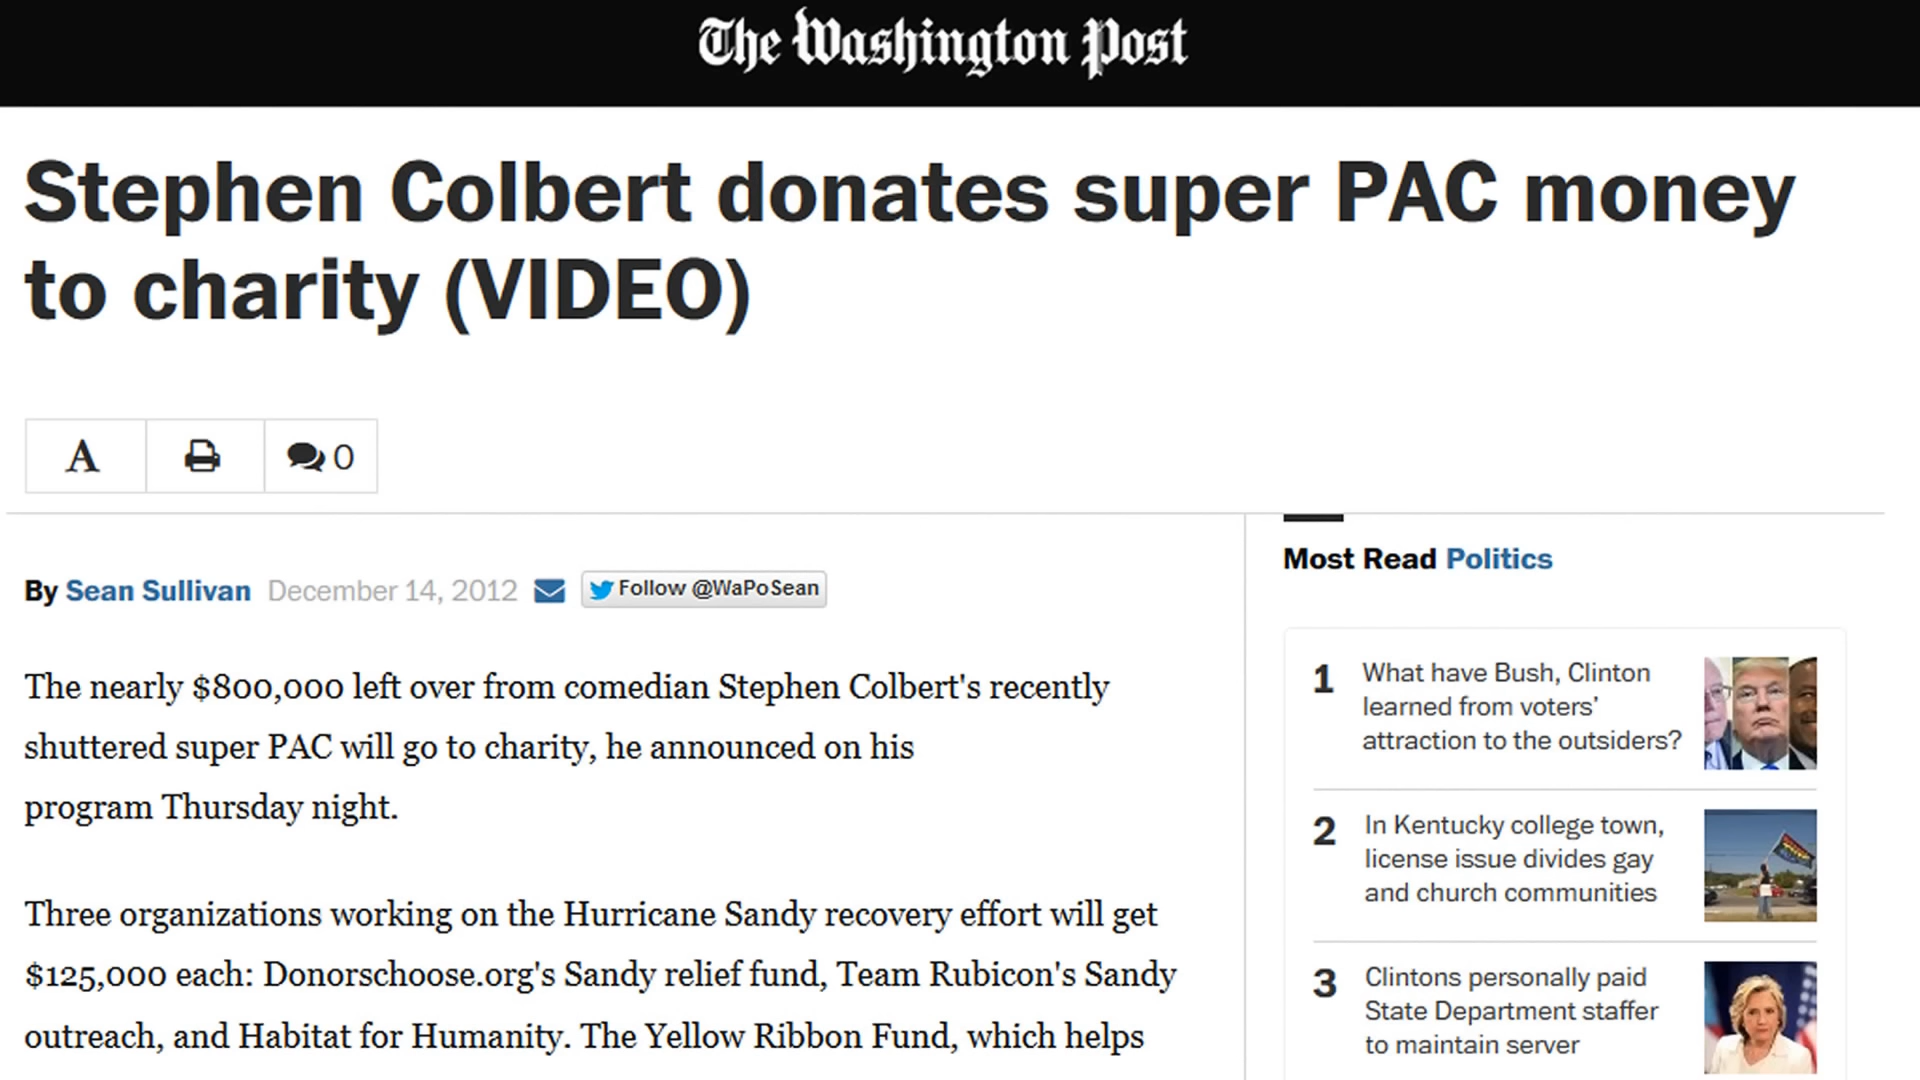 The Washington Post
Stephen Colbert donates super PAC money
to charity (VIDEO)
A
0
By Sean Sullivan December 14, 2012 Follow @WaPoSean
The nearly $800,000 left over from comedian Stephen Colbert's recently
shuttered super PAC will go to charity, he announced on his
program Thursday night.
Three organizations working on the Hurricane Sandy recovery effort will get
$125,000 each: Donorschoose.org's Sandy relief fund, Team Rubicon's Sandy
outreach, and Habitat for Humanity. The Yellow Ribbon Fund, which helps
Most Read Politics
1 What have Bush, Clinton
learned from voters’
attraction to the outsiders?
2 In Kentucky college town,
license issue divides gay
and church communities
3 Clintons personally paid
State Department staffer
to maintain server